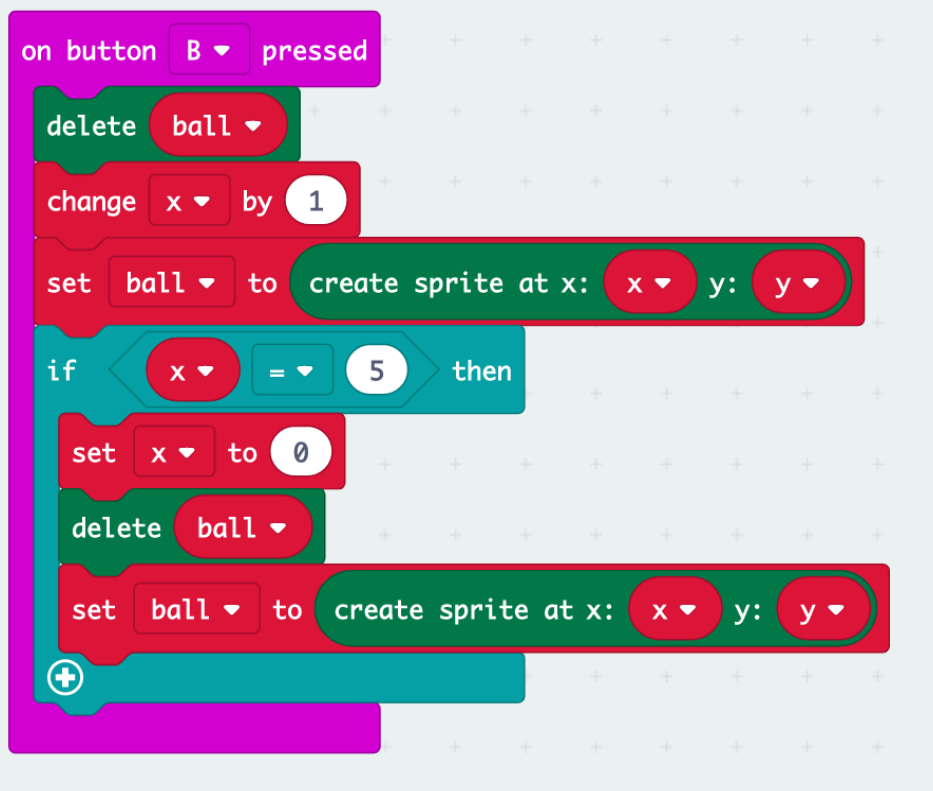 on button B pressed
delete ball
change x by 1
set ball to create sprite at x: x y: y
if x = 5 then
set x to 0
delete ball
set ball to create sprite at x: x y: y